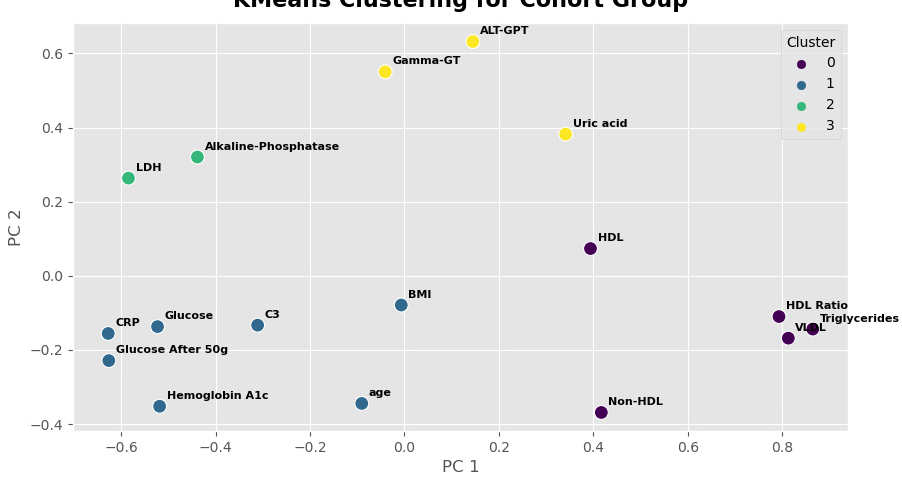 KMeans Clustering for Cohort Group
ALT-GPT
Gamma-GT
Uric acid
Alkaline-Phosphatase
LDH
HDL
BMI
HDL Ratio
Triglycerides
VLDL
C3
Glucose
CRP
Glucose After 50g
Hemoglobin A1c
age
Non-HDL
Cluster
0
1
2
3
PC 2
0.6
0.4
0.2
0.0
−0.2
−0.4
−0.6 −0.4 −0.2 0.0 0.2 0.4 0.6 0.8
PC 1